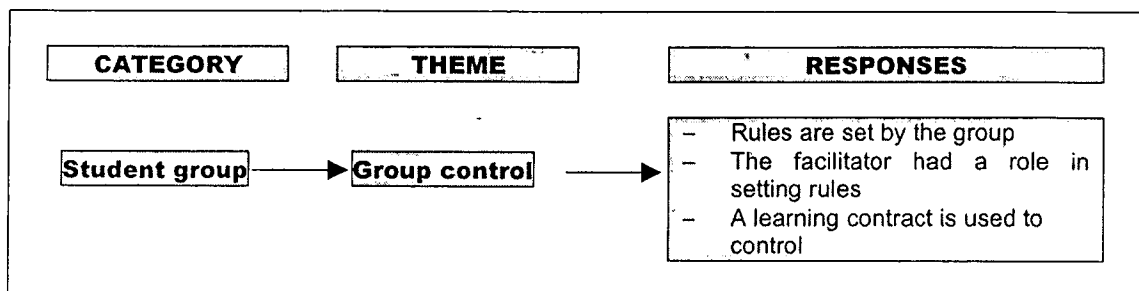 CATEGORY THEME RESPONSES
Student group Group control
– Rules are set by the group
– The facilitator had a role in
setting rules
– A learning contract is used to
control